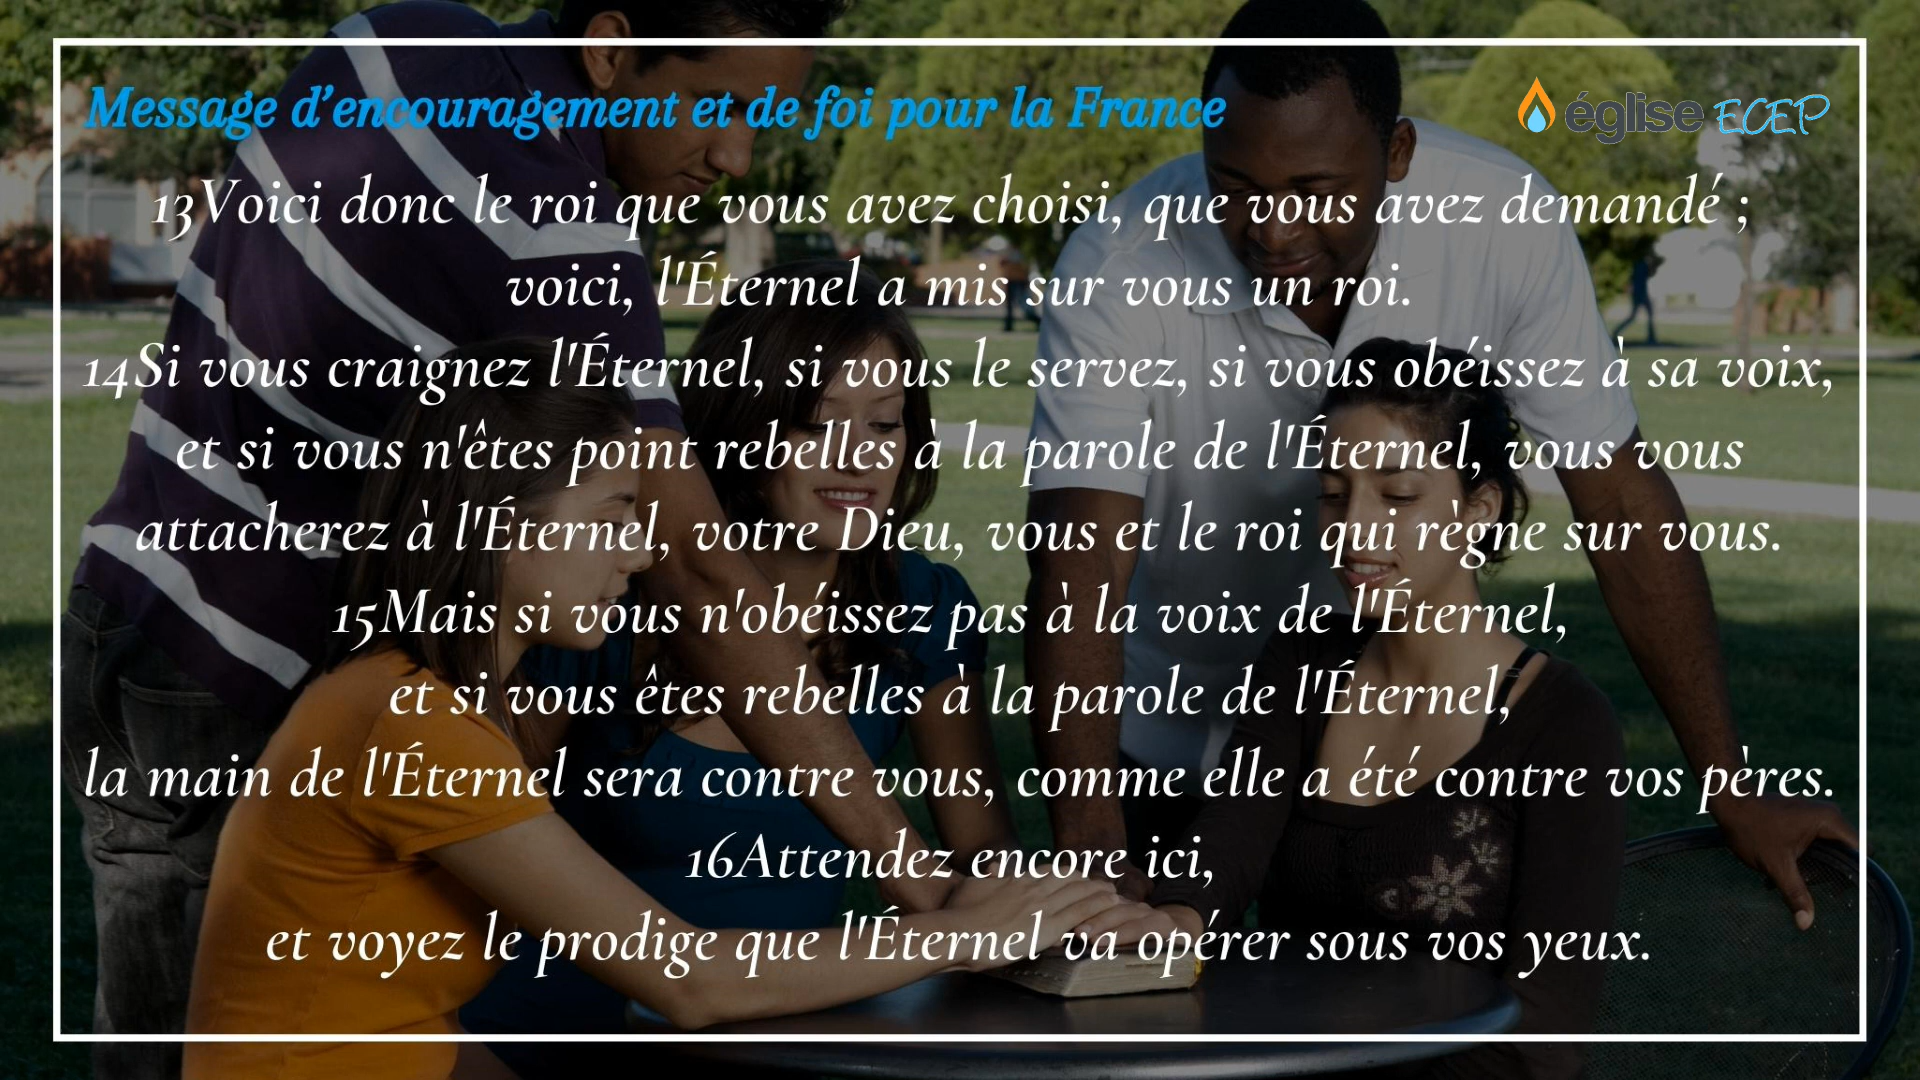 Message d’encouragement et de foi pour la France
église ECEP
13Voici donc le roi que vous avez choisi, que vous avez demandé ;
voici, l'Éternel a mis sur vous un roi.
14Si vous craignez l'Éternel, si vous le servez, si vous obéissez à sa voix,
et si vous n'êtes point rebelles à la parole de l'Éternel, vous vous
attacherez à l'Éternel, votre Dieu, vous et le roi qui règne sur vous.
15Mais si vous n'obéissez pas à la voix de l'Éternel,
et si vous êtes rebelles à la parole de l'Éternel,
la main de l'Éternel sera contre vous, comme elle a été contre vos pères.
16Attendez encore ici,
et voyez le prodige que l'Éternel va opérer sous vos yeux.